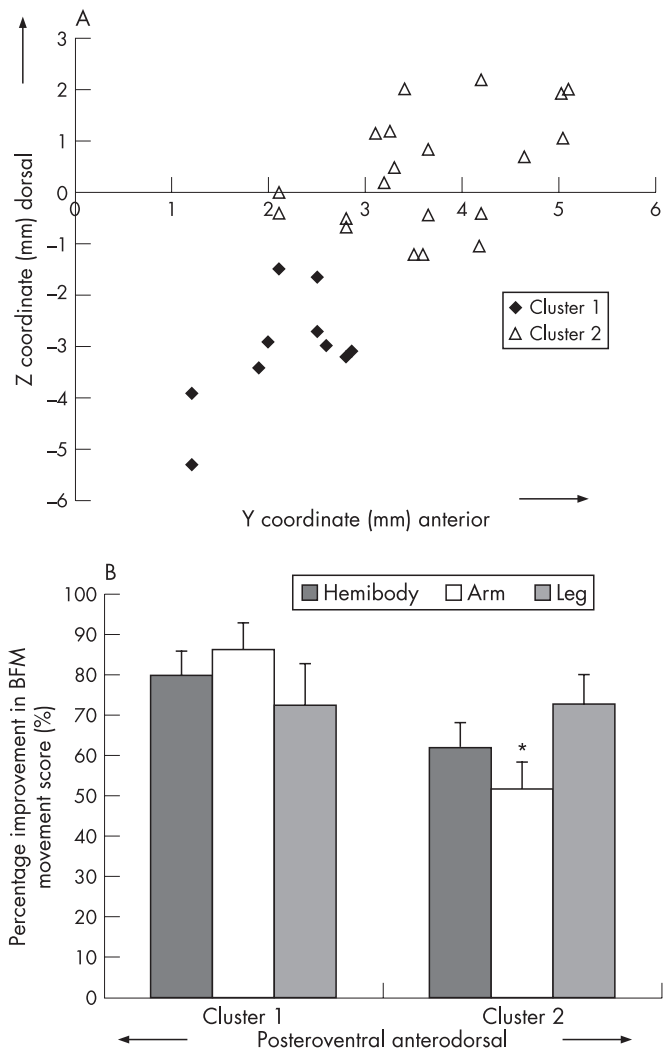 A
3
2
1
0
–1
–2
–3
–4
–5
–6
0 1 2 3 4 5 6
Z coordinate (mm) dorsal
Cluster 1
Cluster 2
Y coordinate (mm) anterior
B
Hemibody Arm Leg
100
90
80
70
60
50
40
30
20
10
0
Percentage improvement in BFM
movement score (%)
*
Cluster 1 Cluster 2
Posteroventral anterodorsal